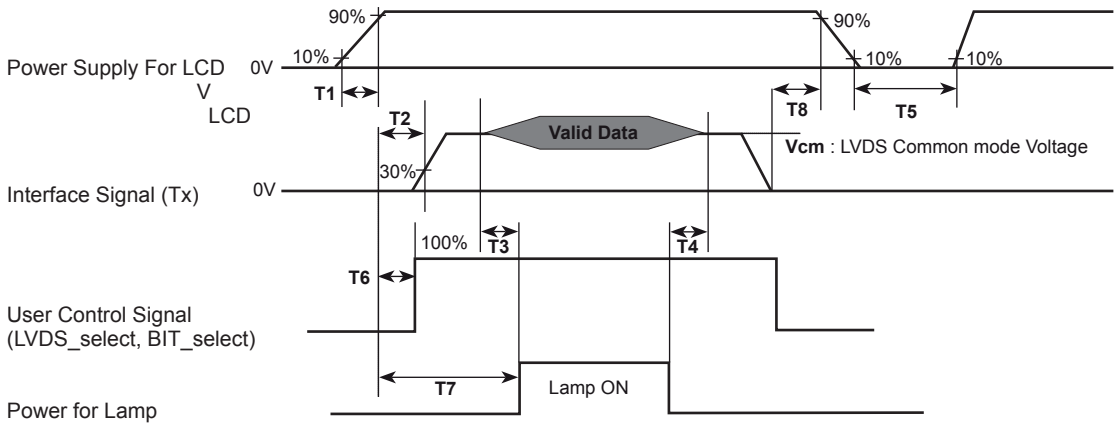 90%
90%
10%
10%
10%
Power Supply For LCD
V
LCD
0V
T1
T2
T8
T5
Valid Data
Vcm : LVDS Common mode Voltage
30%
Interface Signal (Tx)
0V
100%
T3
T4
T6
User Control Signal
(LVDS_select, BIT_select)
T7
Lamp ON
Power for Lamp